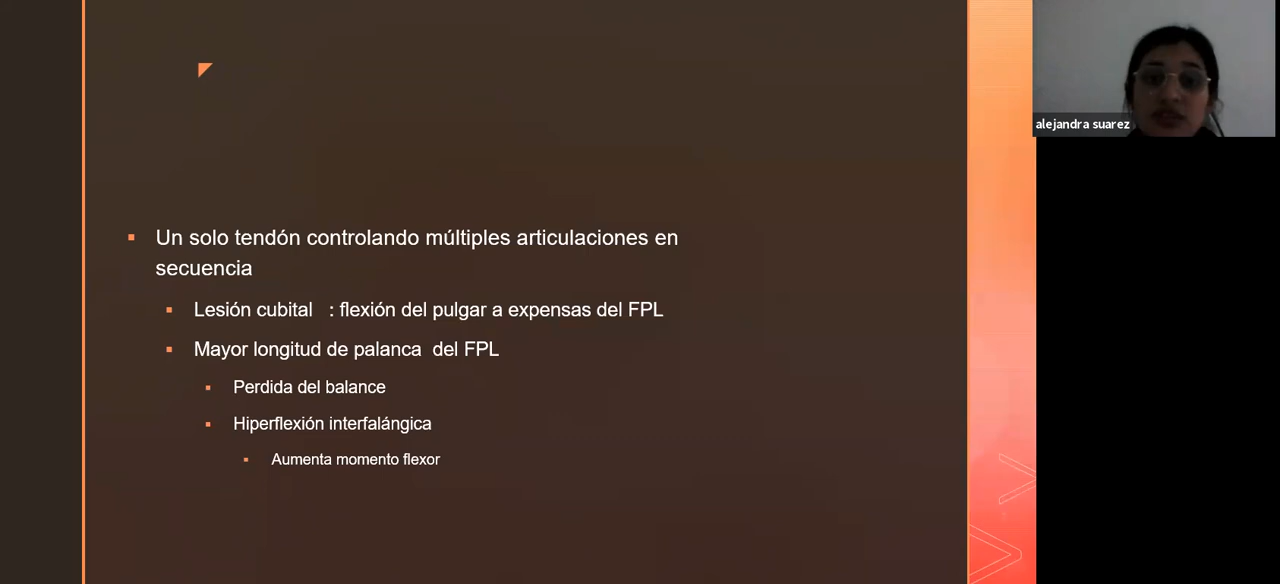 alejandra suarez
Un solo tendón controlando múltiples articulaciones en
secuencia
Lesión cubital : flexión del pulgar a expensas del FPL
Mayor longitud de palanca del FPL
Perdida del balance
Hiperflexión interfalángica
Aumenta momento flexor